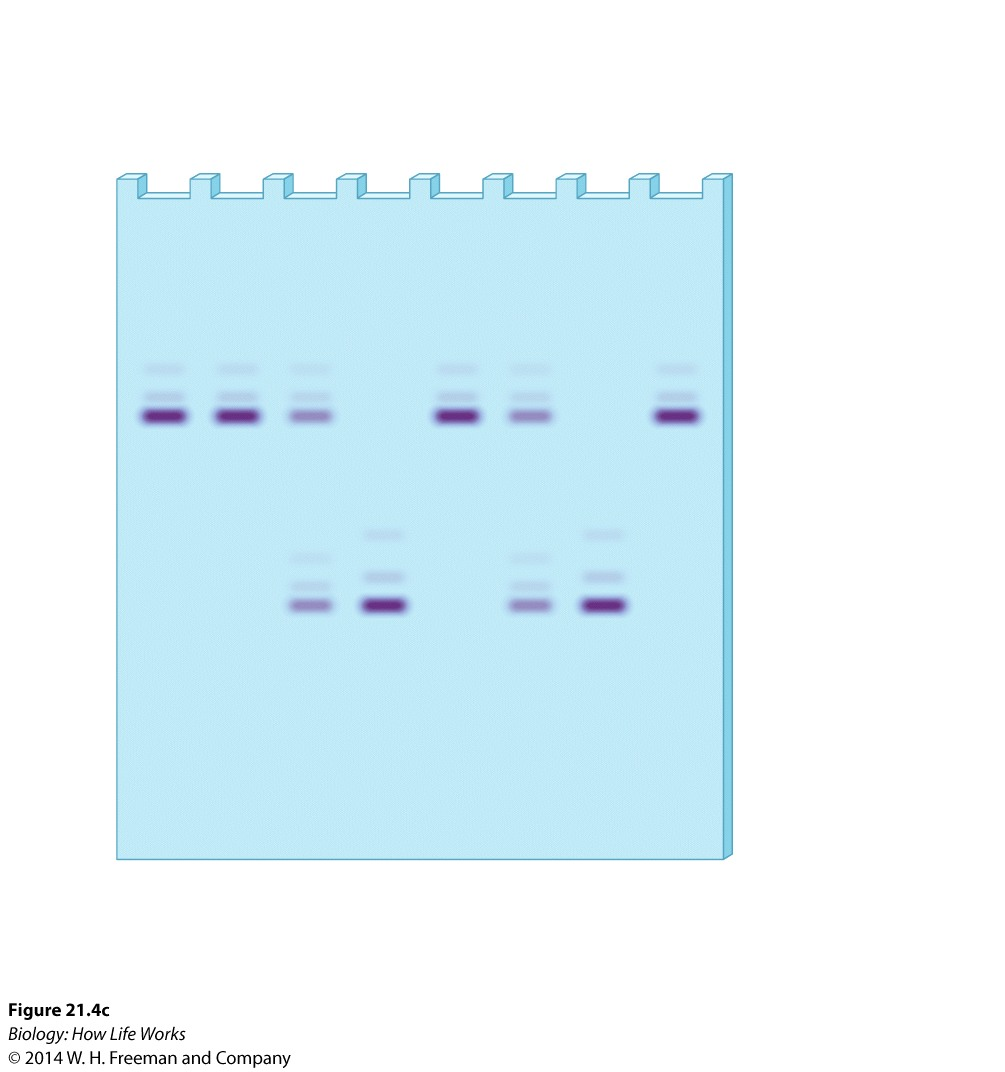 Figure 21.4c
Biology: How Life Works
© 2014 W. H. Freeman and Company